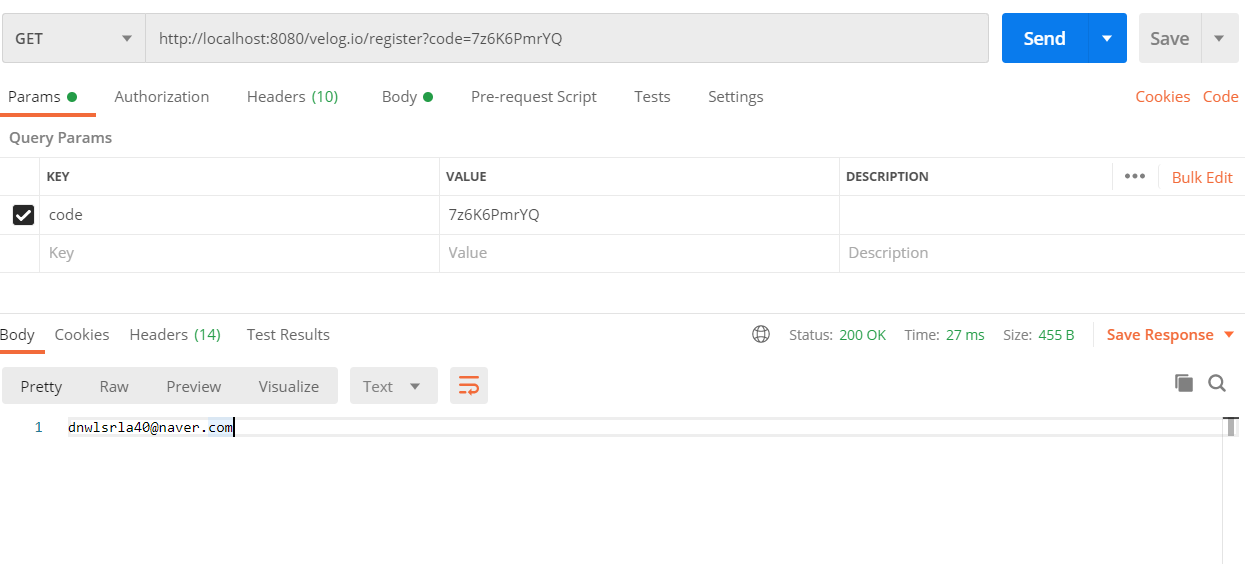 GET http://localhost:8080/velog.io/register?code=7z6K6PmrYQ Send Save
Params Authorization Headers (10) Body Pre-request Script Tests Settings Cookies Code
Query Params
KEY VALUE DESCRIPTION ••• Bulk Edit
code 7z6K6PmrYQ
Key Value Description
Body Cookies Headers (14) Test Results Status: 200 OK Time: 27 ms Size: 455 B Save Response
Pretty Raw Preview Visualize Text
1 dnwlsrla40@naver.com